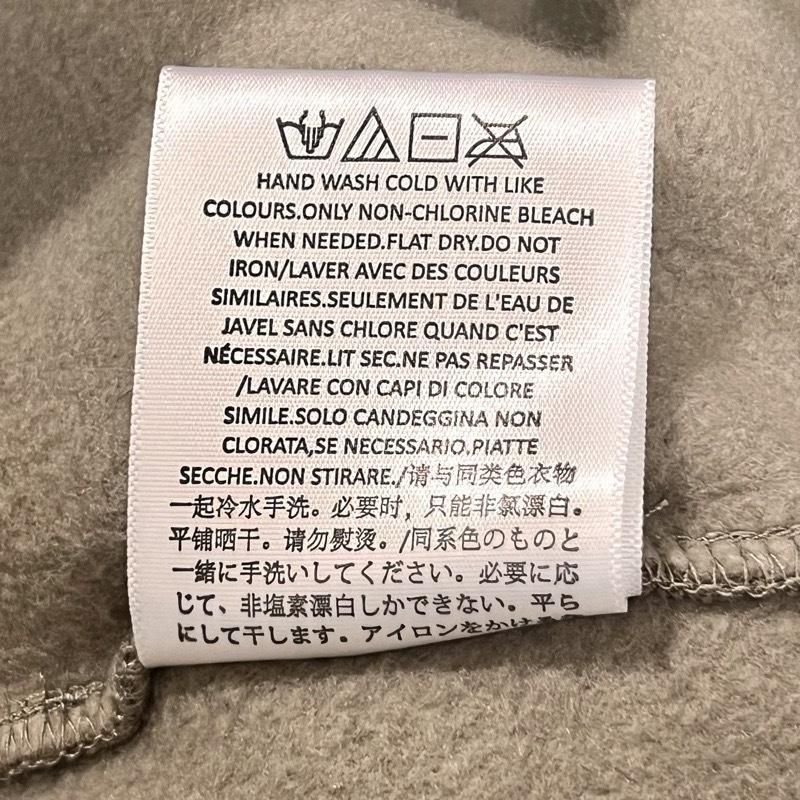 HAND WASH COLD WITH LIKE
COLOURS.ONLY NON-CHLORINE BLEACH
WHEN NEEDED.FLAT DRY.DO NOT
IRON/LAVER AVEC DES COULEURS
SIMILAIRES.SEULEMENT DE L'EAU DE
JAVEL SANS CHLORE QUAND C'EST
NÉCESSAIRE.LIT SEC.NE PAS REPASSER
/LAVARE CON CAPI DI COLORE
SIMILE.SOLO CANDEGGINA NON
CLORATA,SE NECESSARIO.PIATTE
SECCHE.NON STIRARE./请与同类色衣物
一起冷水手洗。必要时，只能非氯漂白。
平铺晒干。请勿熨烫。/同系色のものと
一緒に手洗いしてください。必要に応
じて、非塩素漂白しかできない。平ら
にして干します。アイロンをかけ